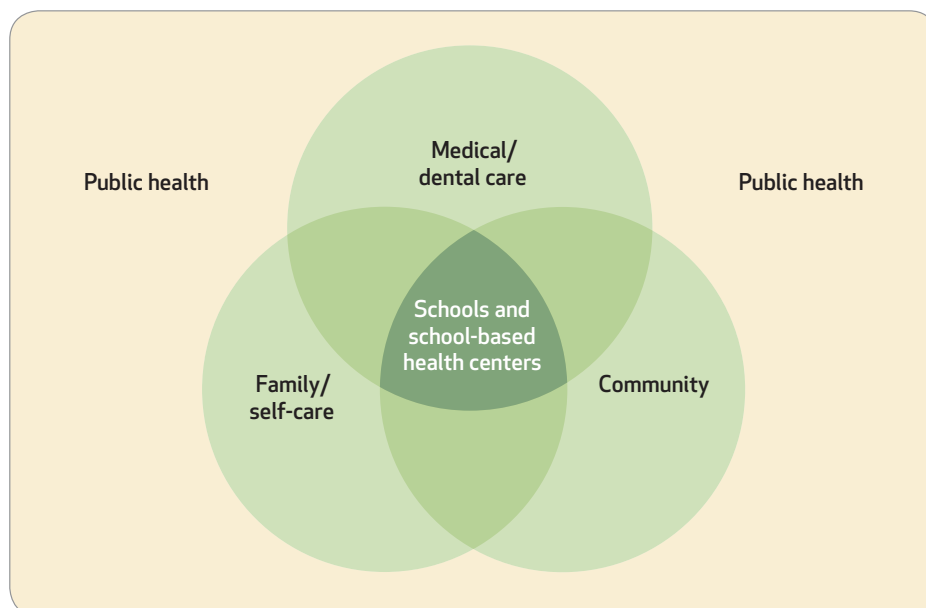 Medical/
dental care
Public health
Public health
Schools and
school-based
health centers
Family/
self-care
Community